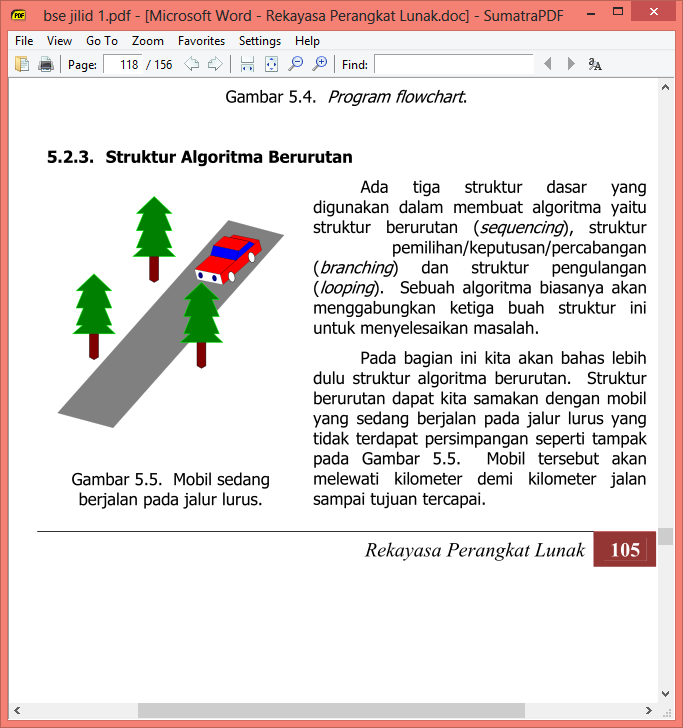 bse jilid 1.pdf - [Microsoft Word - Rekayasa Perangkat Lunak.doc] - SumatraPDF
File View Go To Zoom Favorites Settings Help
Page: 118 / 156 Find:
Gambar 5.4. Program flowchart.
5.2.3. Struktur Algoritma Berurutan
Ada tiga struktur dasar yang
digunakan dalam membuat algoritma yaitu
struktur berurutan (sequencing), struktur
pemilihan/keputusan/percabangan
(branching) dan struktur pengulangan
(looping). Sebuah algoritma biasanya akan
menggabungkan ketiga buah struktur ini
untuk menyelesaikan masalah.
Pada bagian ini kita akan bahas lebih
dulu struktur algoritma berurutan. Struktur
berurutan dapat kita samakan dengan mobil
yang sedang berjalan pada jalur lurus yang
tidak terdapat persimpangan seperti tampak
pada Gambar 5.5. Mobil tersebut akan
melewati kilometer demi kilometer jalan
sampai tujuan tercapai.
Gambar 5.5. Mobil sedang
berjalan pada jalur lurus.
Rekayasa Perangkat Lunak 105